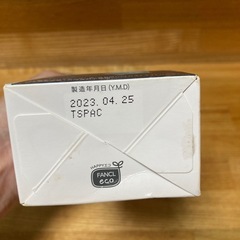 製造年月日(Y.M.D)
2023.04.25
TSPAC
HAPPY
FANCL
eco